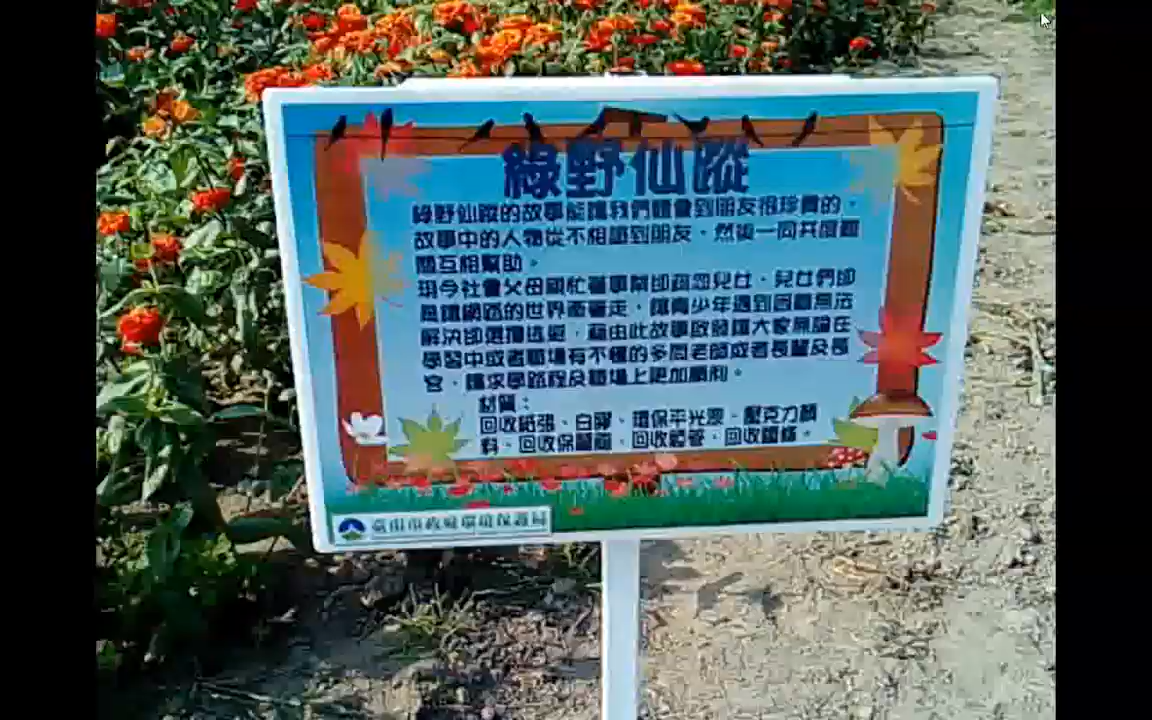 綠野仙蹤
綠野仙蹤的故事能讓我們體會到朋友很珍貴的，
故事中的人物從不相識到朋友，然後一同共度難
關互相幫助。
現今社會父母親忙著事業卻疏忽兒女，兒女們卻
為讓網路的世界牽著走，讓青少年遇到困難無法
解決卻選擇逃避，藉由此故事啟發讓大家無論在
學習中或者職場有不懂的多問老師或者長輩及長
官，讓求學路程及職場上更加順利。
材質：
回收紙張、白膠、環保平光漆、壓克力顏
料、回收保麗龍、回收鐵管、回收鐵條。
臺南市政府環境保護局